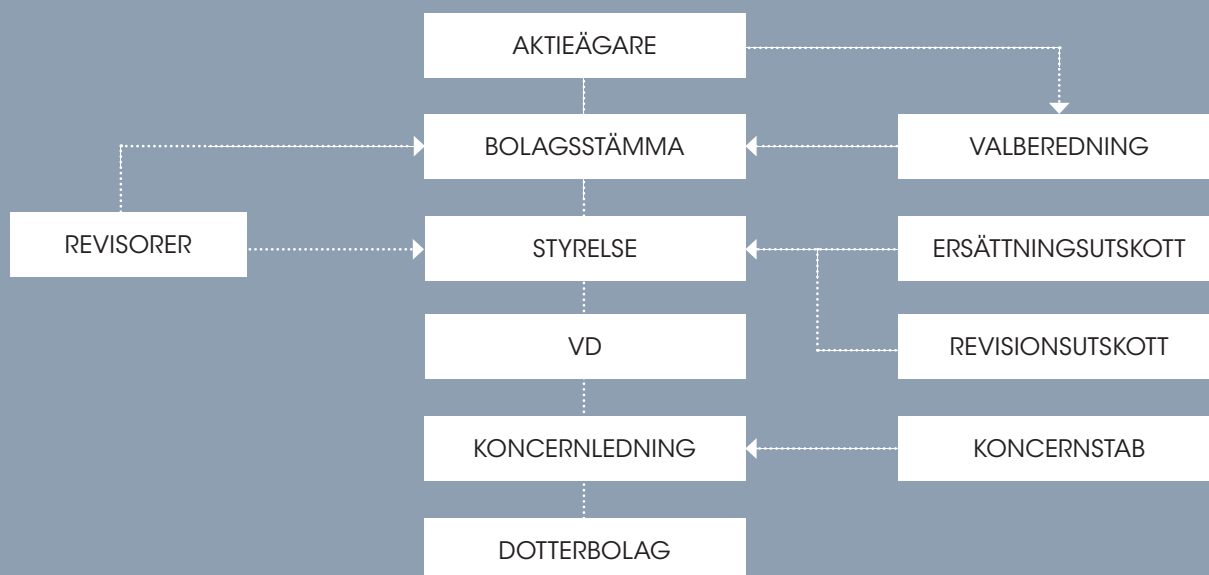 AKTIEÄGARE
BOLAGSSTÄMMA
VALBEREDNING
REVISORER
STYRELSE
ERSÄTTNINGSUTSKOTT
VD
REVISIONSUTSKOTT
KONCERNLEDNING
KONCERNSTAB
DOTTERBOLAG